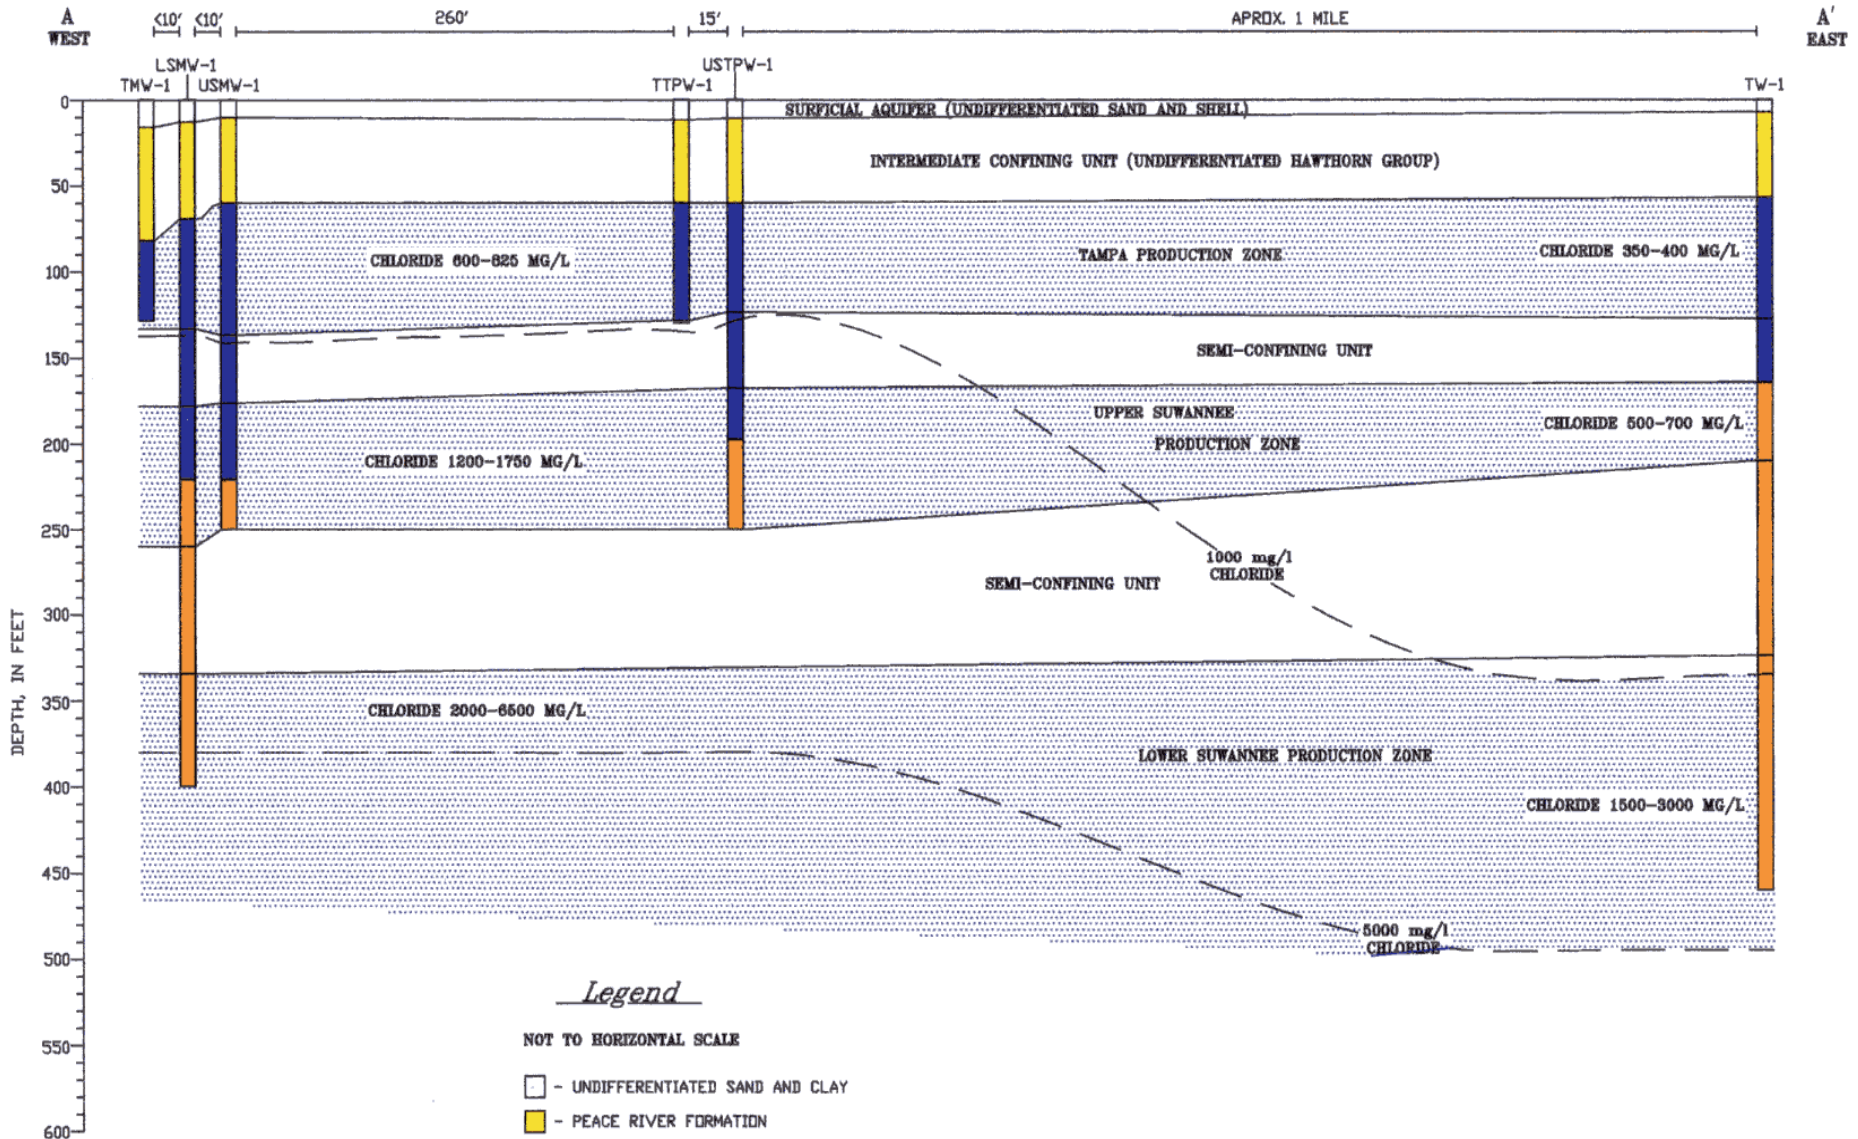 A <10' <10' 260' 15' APROX. 1 MILE A'
WEST EAST
LSMW-1 USTPW-1
TMW-1 USMW-1 TTPW-1 TW-1
0
SURFICIAL AQUIFER (UNDIFFERENTIATED SAND AND SHELL)
INTERMEDIATE CONFINING UNIT (UNDIFFERENTIATED HAWTHORN GROUP)
50
CHLORIDE 600-625 MG/L TAMPA PRODUCTION ZONE CHLORIDE 350-400 MG/L
100
150
SEMI-CONFINING UNIT
UPPER SUWANNEE
PRODUCTION ZONE
CHLORIDE 500-700 MG/L
200
CHLORIDE 1200-1750 MG/L
250
1000 mg/l
CHLORIDE
SEMI-CONFINING UNIT
300
350
CHLORIDE 2000-6500 MG/L
LOWER SUWANNEE PRODUCTION ZONE
400
CHLORIDE 1500-3000 MG/L
450
5000 mg/l
CHLORIDE
500
550
600
DEPTH, IN FEET
Legend
NOT TO HORIZONTAL SCALE
- UNDIFFERENTIATED SAND AND CLAY
- PEACE RIVER FORMATION